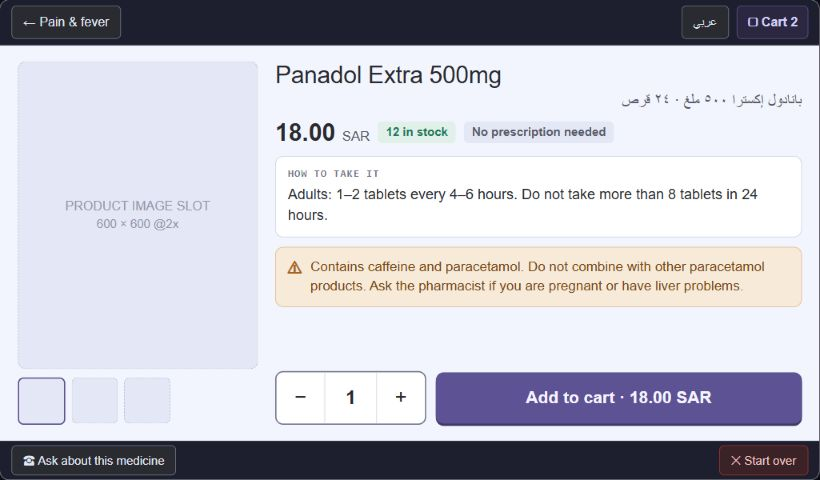 ← Pain & fever
عربي
Cart 2
Panadol Extra 500mg
بانادول إكسترا ٥٠٠ ملغ · ٢٤ قرص
18.00 SAR
12 in stock
No prescription needed
PRODUCT IMAGE SLOT
600 × 600 @2x
HOW TO TAKE IT
Adults: 1–2 tablets every 4–6 hours. Do not take more than 8 tablets in 24
hours.
⚠ Contains caffeine and paracetamol. Do not combine with other paracetamol
products. Ask the pharmacist if you are pregnant or have liver problems.
− 1 +
Add to cart · 18.00 SAR
☎ Ask about this medicine
✕ Start over